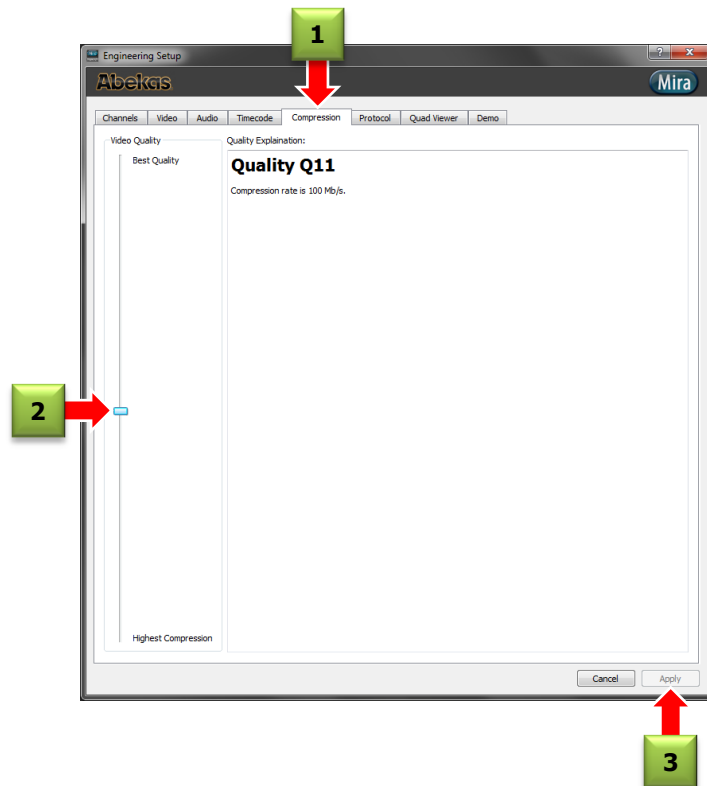 1
Engineering Setup
Abekas
Mira
Channels Video Audio Timecode Compression Protocol Quad Viewer Demo
Video Quality
Quality Explaination:
Best Quality
Quality Q11
Compression rate is 100 Mb/s.
2
Highest Compression
Cancel Apply
3